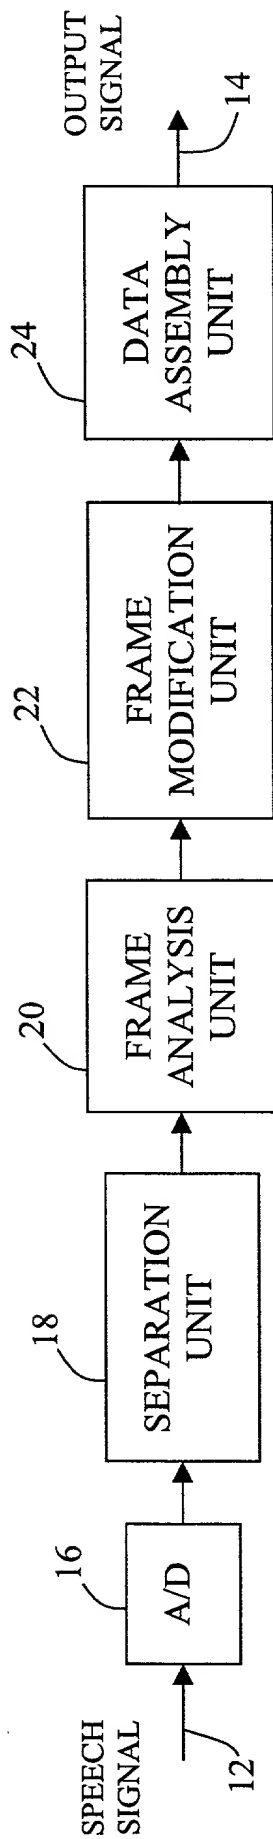 SPEECH
SIGNAL
12
16
A/D
18
SEPARATION
UNIT
20
FRAME
ANALYSIS
UNIT
22
FRAME
MODIFICATION
UNIT
24
DATA
ASSEMBLY
UNIT
OUTPUT
SIGNAL
14